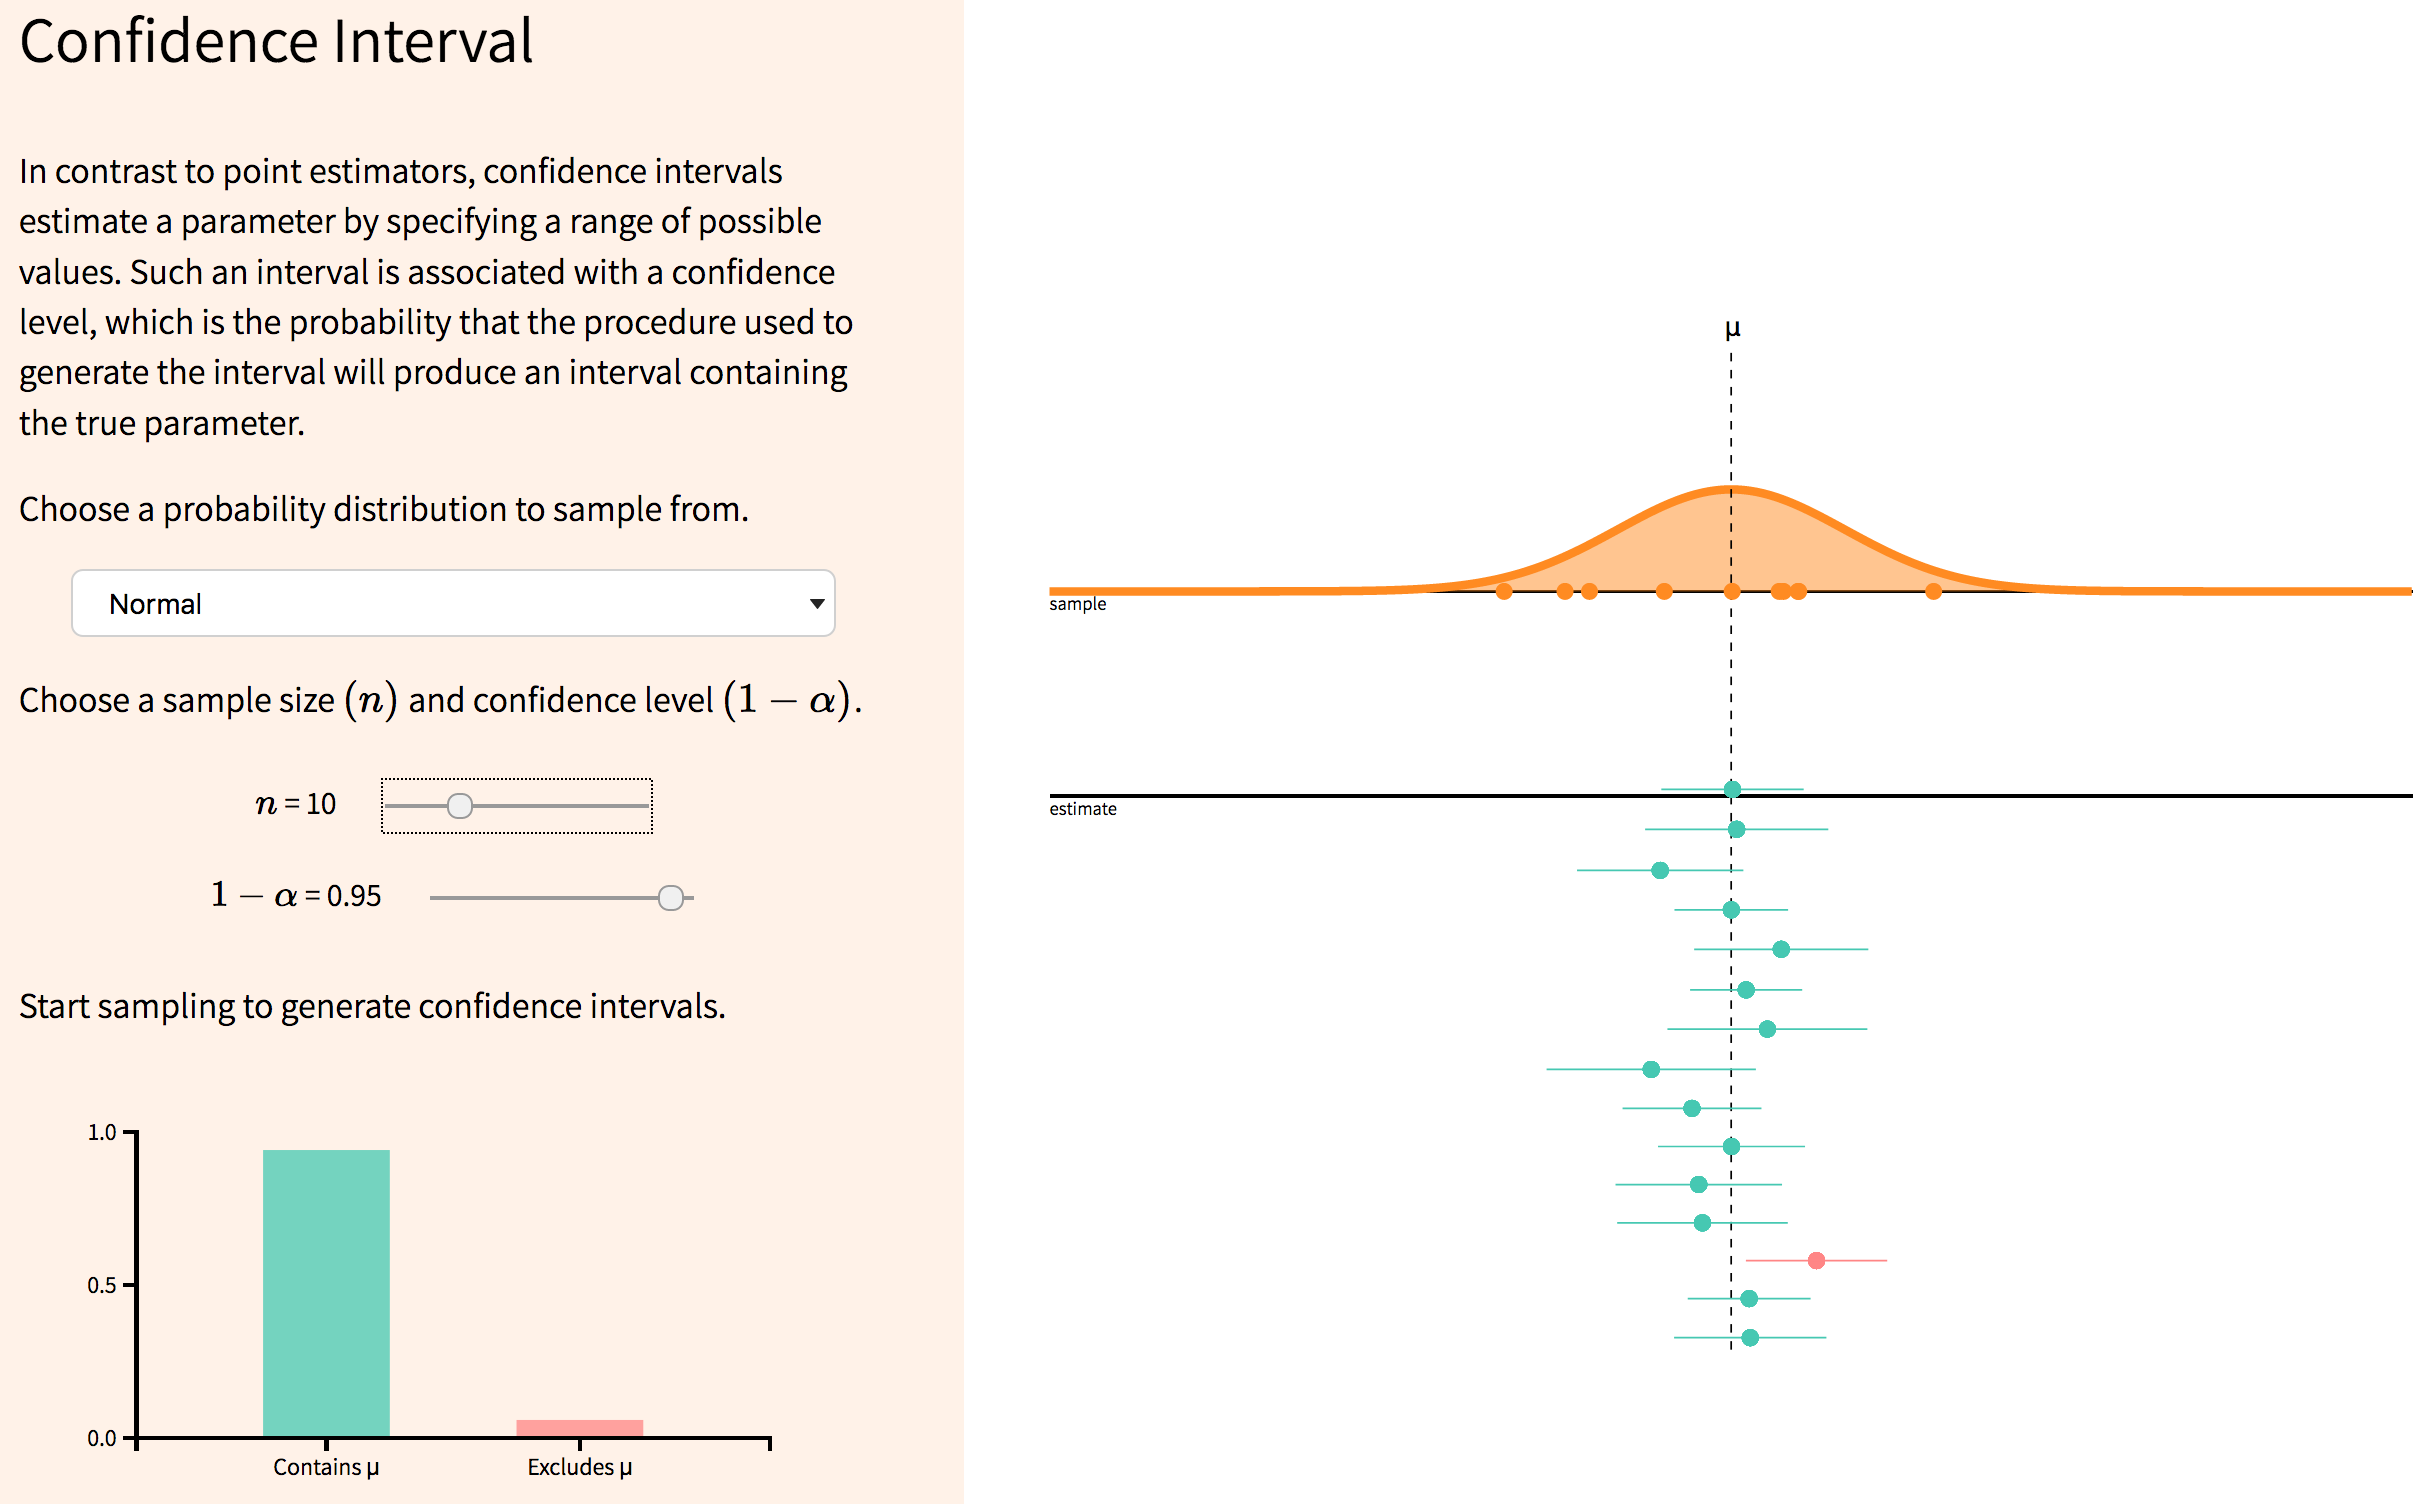 Confidence Interval
In contrast to point estimators, confidence intervals
estimate a parameter by specifying a range of possible
values. Such an interval is associated with a confidence
level, which is the probability that the procedure used to
generate the interval will produce an interval containing
the true parameter.
Choose a probability distribution to sample from.
Normal
Choose a sample size (n) and confidence level (1 − α).
n = 10
1 − α = 0.95
Start sampling to generate confidence intervals.
1.0
0.5
0.0
Contains μ
Excludes μ
μ
sample
estimate